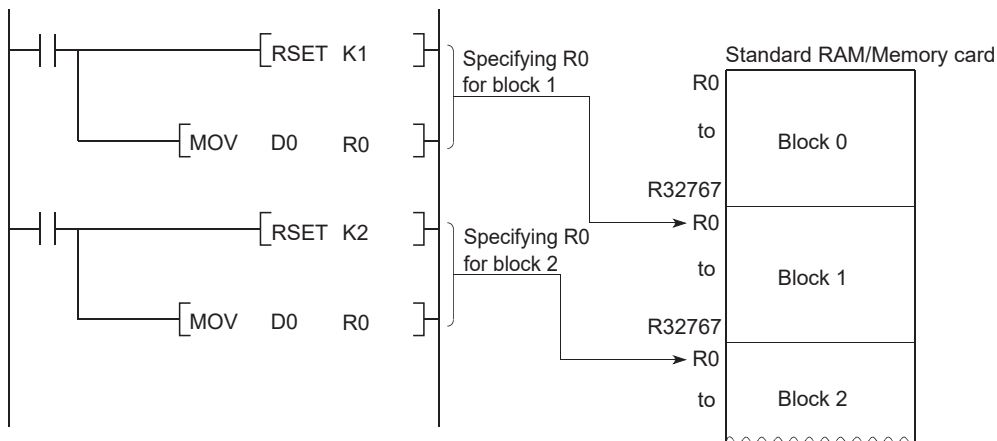 RSET K1
MOV D0 R0
Specifying R0
for block 1
RSET K2
MOV D0 R0
Specifying R0
for block 2
Standard RAM/Memory card
R0
to
Block 0
R32767
R0
to
Block 1
R32767
R0
to
Block 2